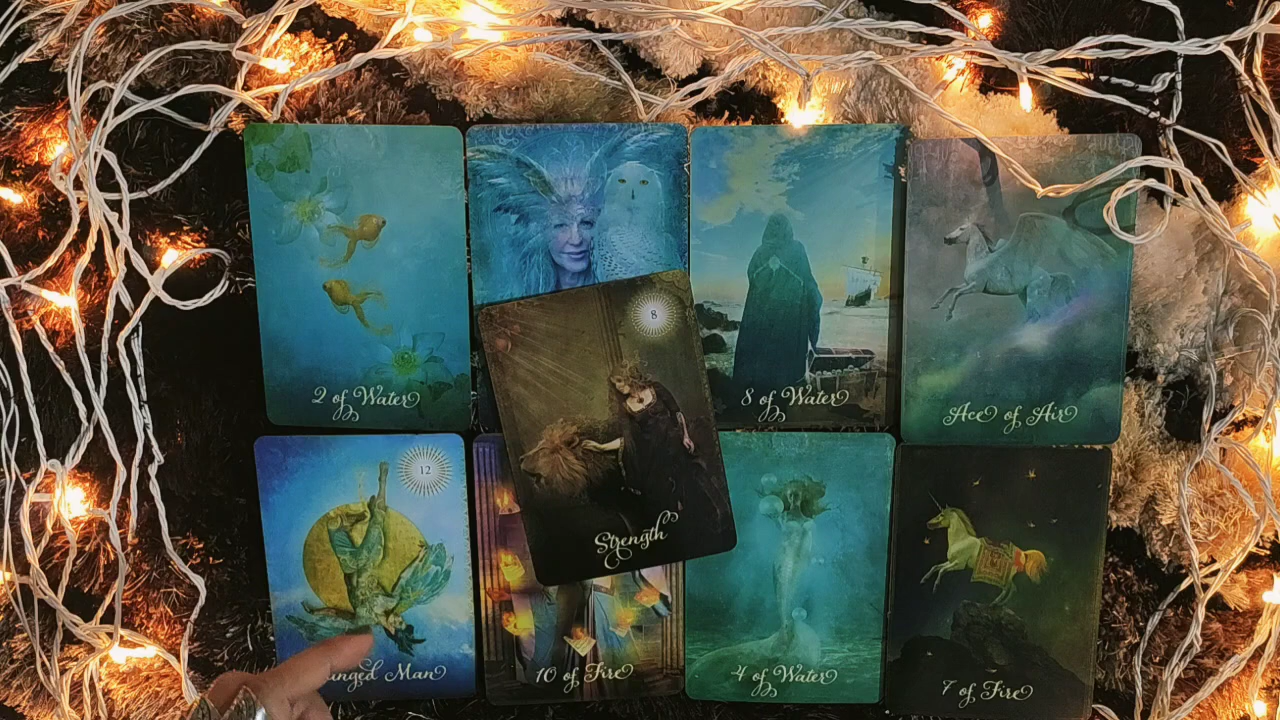 2 of Water
8 of Water
Ace of Air
8
Strength
12
anged Man
10 of Fire
4 of Water
7 of Fire